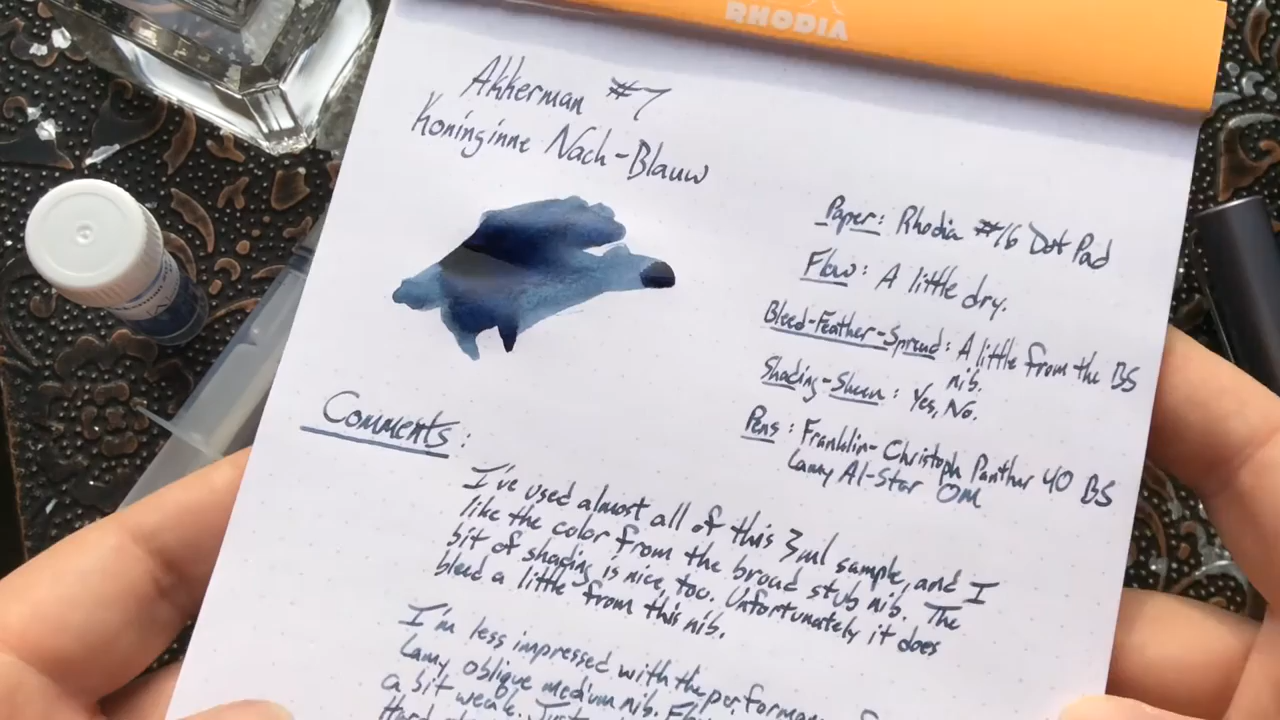 RHODIA
Akkerman #7
Koninginne Nach-Blauw
Paper: Rhodia #16 Dot Pad
Flow: A little dry.
Bleed-Feather-Spread: A little from the BS
nib.
Shading-Sheen: Yes, No.
Pens: Franklin-Christoph Panther 40 BS
Lamy Al-Star OM
Comments:
I've used almost all of this 3ml sample, and I
like the color from the broad stub nib. The
bit of shading is nice, too. Unfortunately it does
bleed a little from this nib.
I'm less impressed with the
Lamy oblique medium nib.
a bit weak.